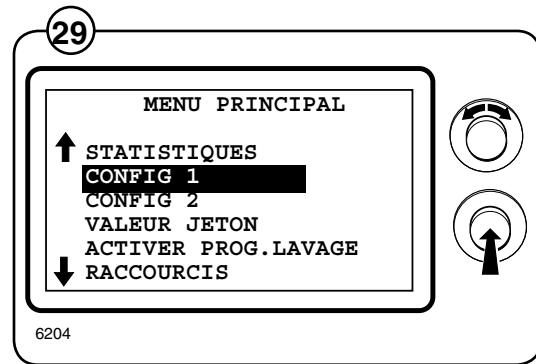 29
MENU PRINCIPAL
STATISTIQUES
CONFIG 1
CONFIG 2
VALEUR JETON
ACTIVER PROG.LAVAGE
RACCOURCIS
6204